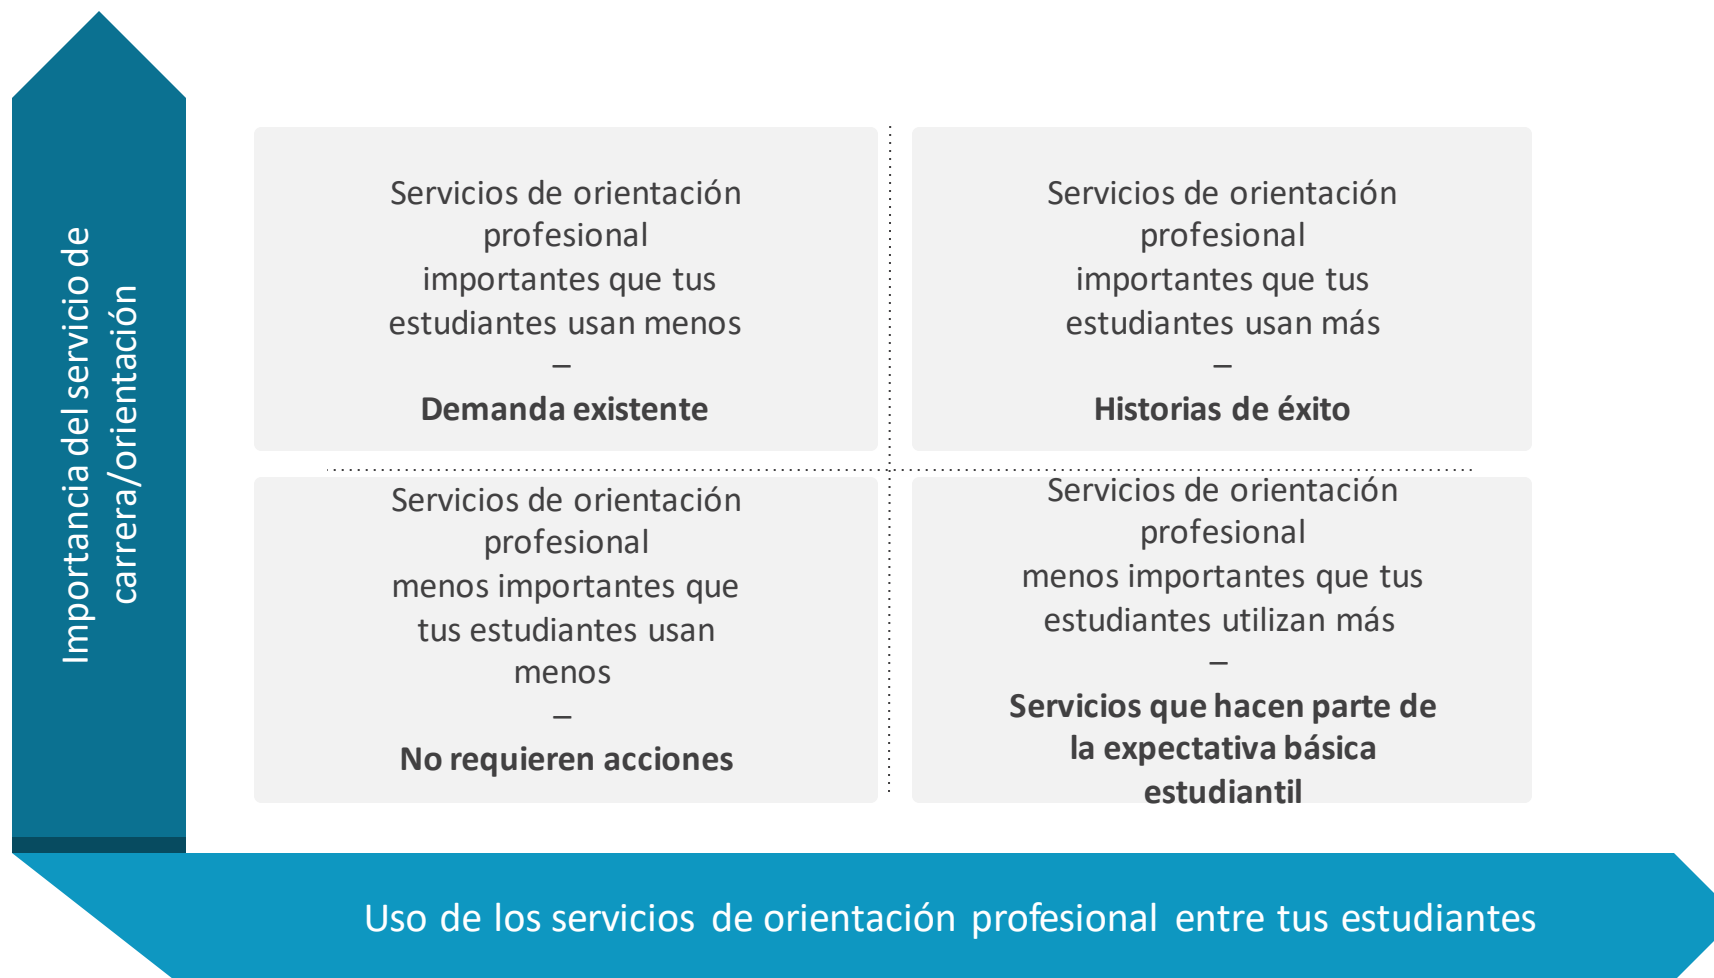 Importancia del servicio de
carrera/orientación
Servicios de orientación
profesional
importantes que tus
estudiantes usan menos
–
Demanda existente
Servicios de orientación
profesional
importantes que tus
estudiantes usan más
–
Historias de éxito
Servicios de orientación
profesional
menos importantes que
tus estudiantes usan
menos
–
No requieren acciones
Servicios de orientación
profesional
menos importantes que tus
estudiantes utilizan más
–
Servicios que hacen parte de
la expectativa básica
estudiantil
Uso de los servicios de orientación profesional entre tus estudiantes